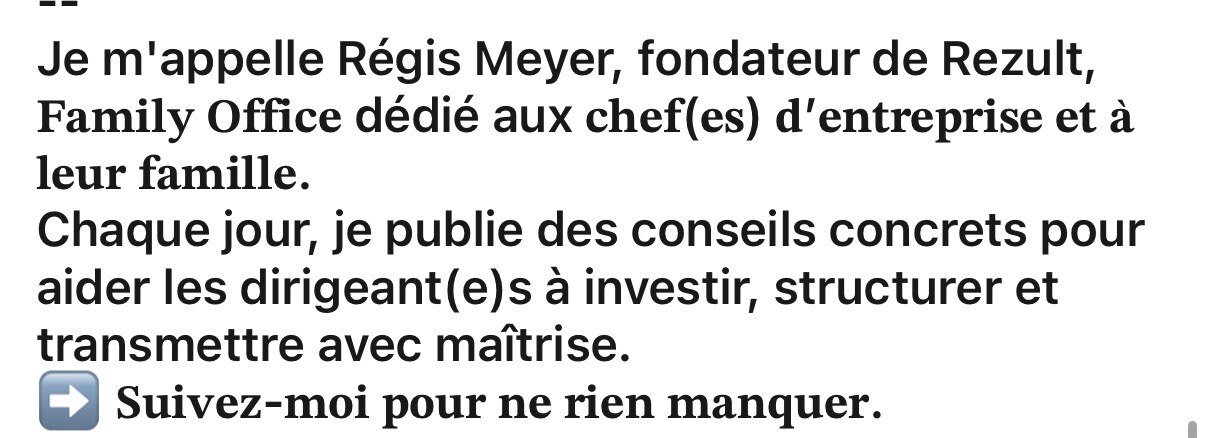 --
Je m'appelle Régis Meyer, fondateur de Rezult,
Family Office dédié aux chef(es) d’entreprise et à
leur famille.
Chaque jour, je publie des conseils concrets pour
aider les dirigeant(e)s à investir, structurer et
transmettre avec maîtrise.
➡️ Suivez-moi pour ne rien manquer.